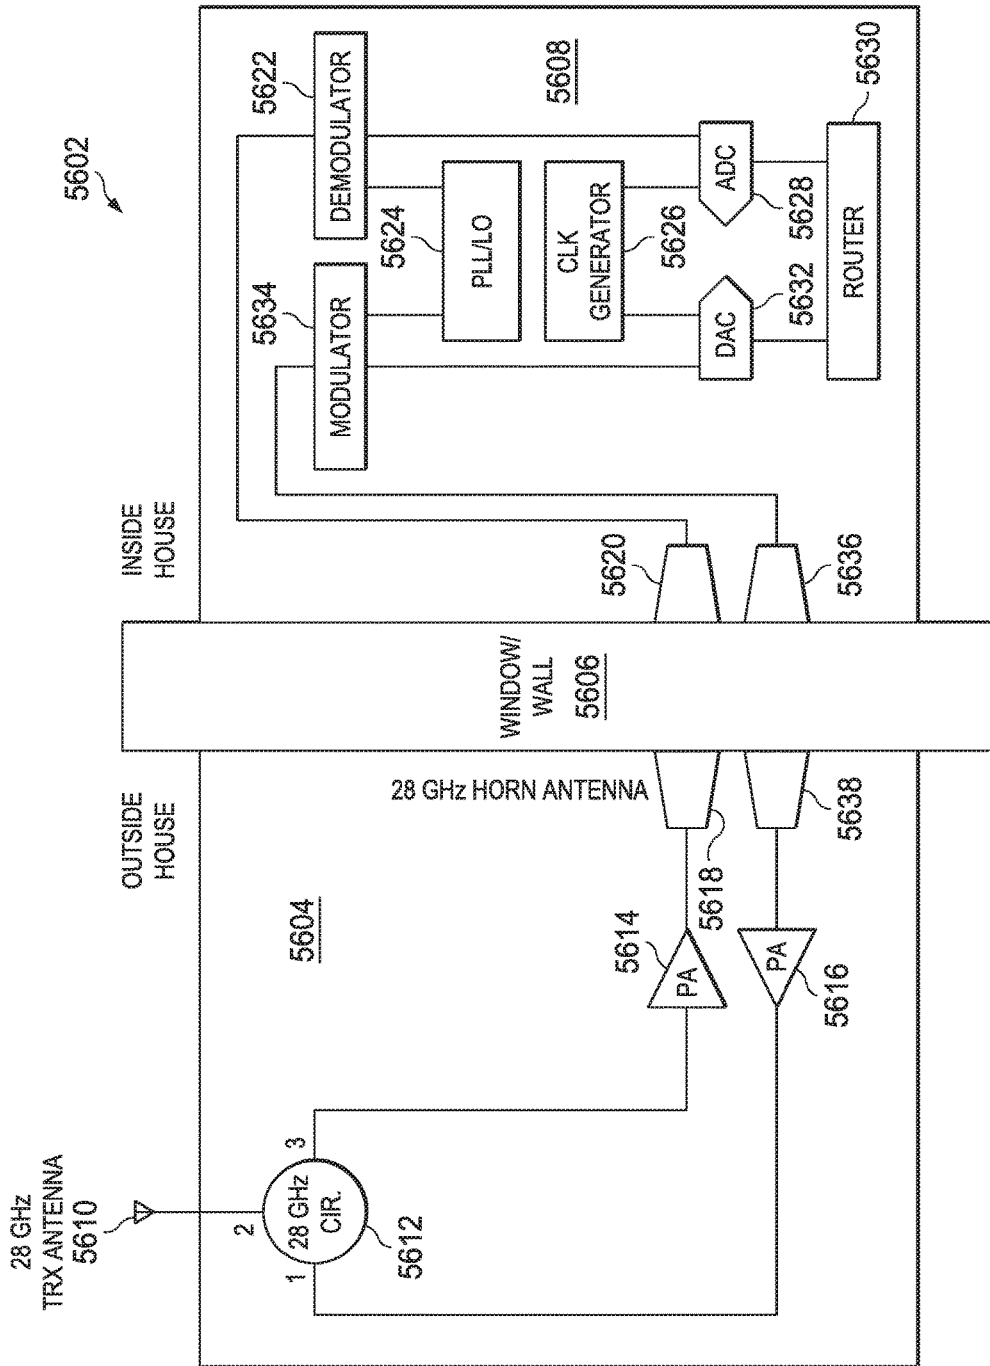 5602
28 GHz
TRX ANTENNA
5610
OUTSIDE
HOUSE
INSIDE
HOUSE
5604
2
1
3
28 GHz
CIR.
5612
PA
5614
PA
5616
28 GHz HORN ANTENNA
5618
5638
WINDOW/
WALL
5606
5620
5636
MODULATOR
5634
DEMODULATOR
5622
PLL/LO
5624
5608
CLK
GENERATOR
5626
DAC
5632
ADC
5628
ROUTER
5630